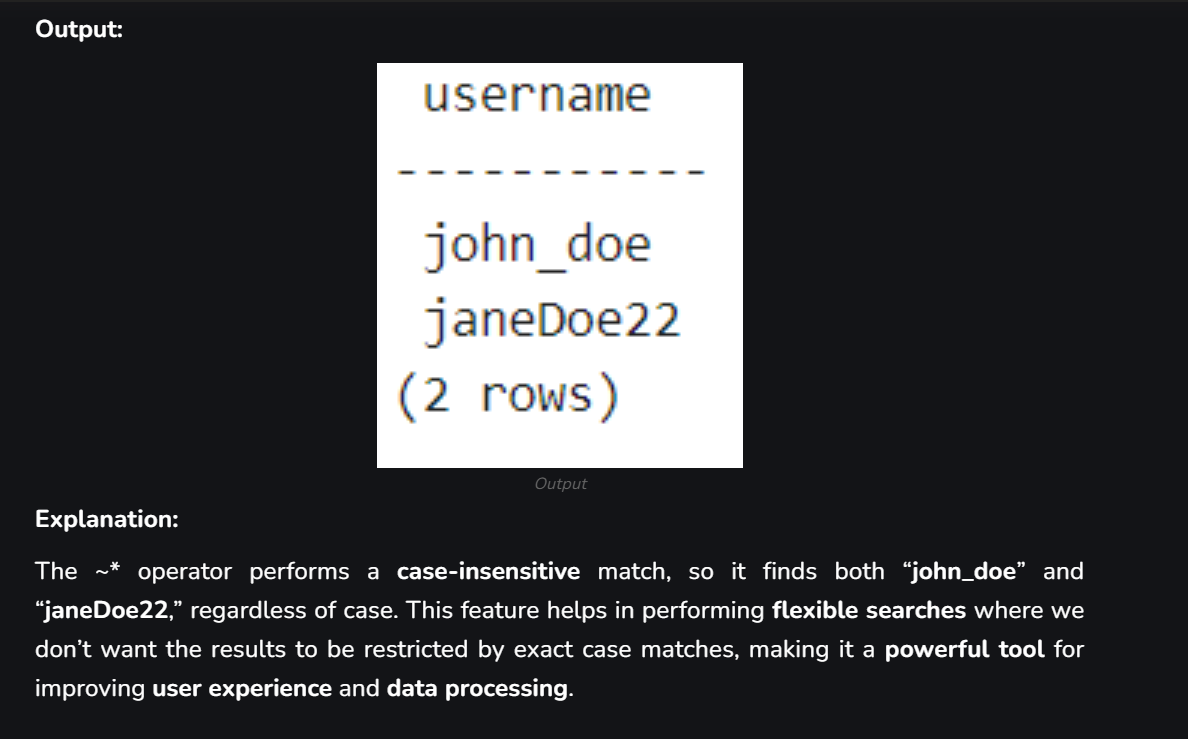 Output:
username
-----------
john_doe
janeDoe22
(2 rows)
Output
Explanation:
The ~* operator performs a case-insensitive match, so it finds both “john_doe” and
“janeDoe22,” regardless of case. This feature helps in performing flexible searches where we
don’t want the results to be restricted by exact case matches, making it a powerful tool for
improving user experience and data processing.